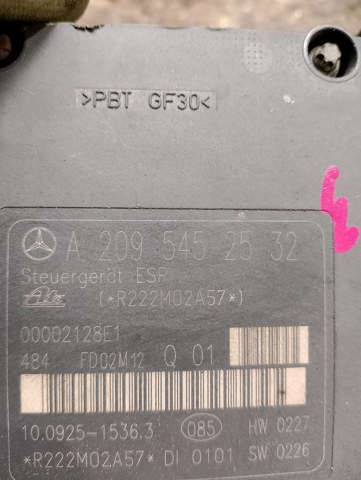 >PBT GF30<
A 209 545 25 32
Steuergerät ESP
Ate (*R222M02A57*)
00002128E1
484 FD02M12 Q 01
10.0925-1536.3 085 HW 0227
*R222M02A57* DI 0101 SW 0226